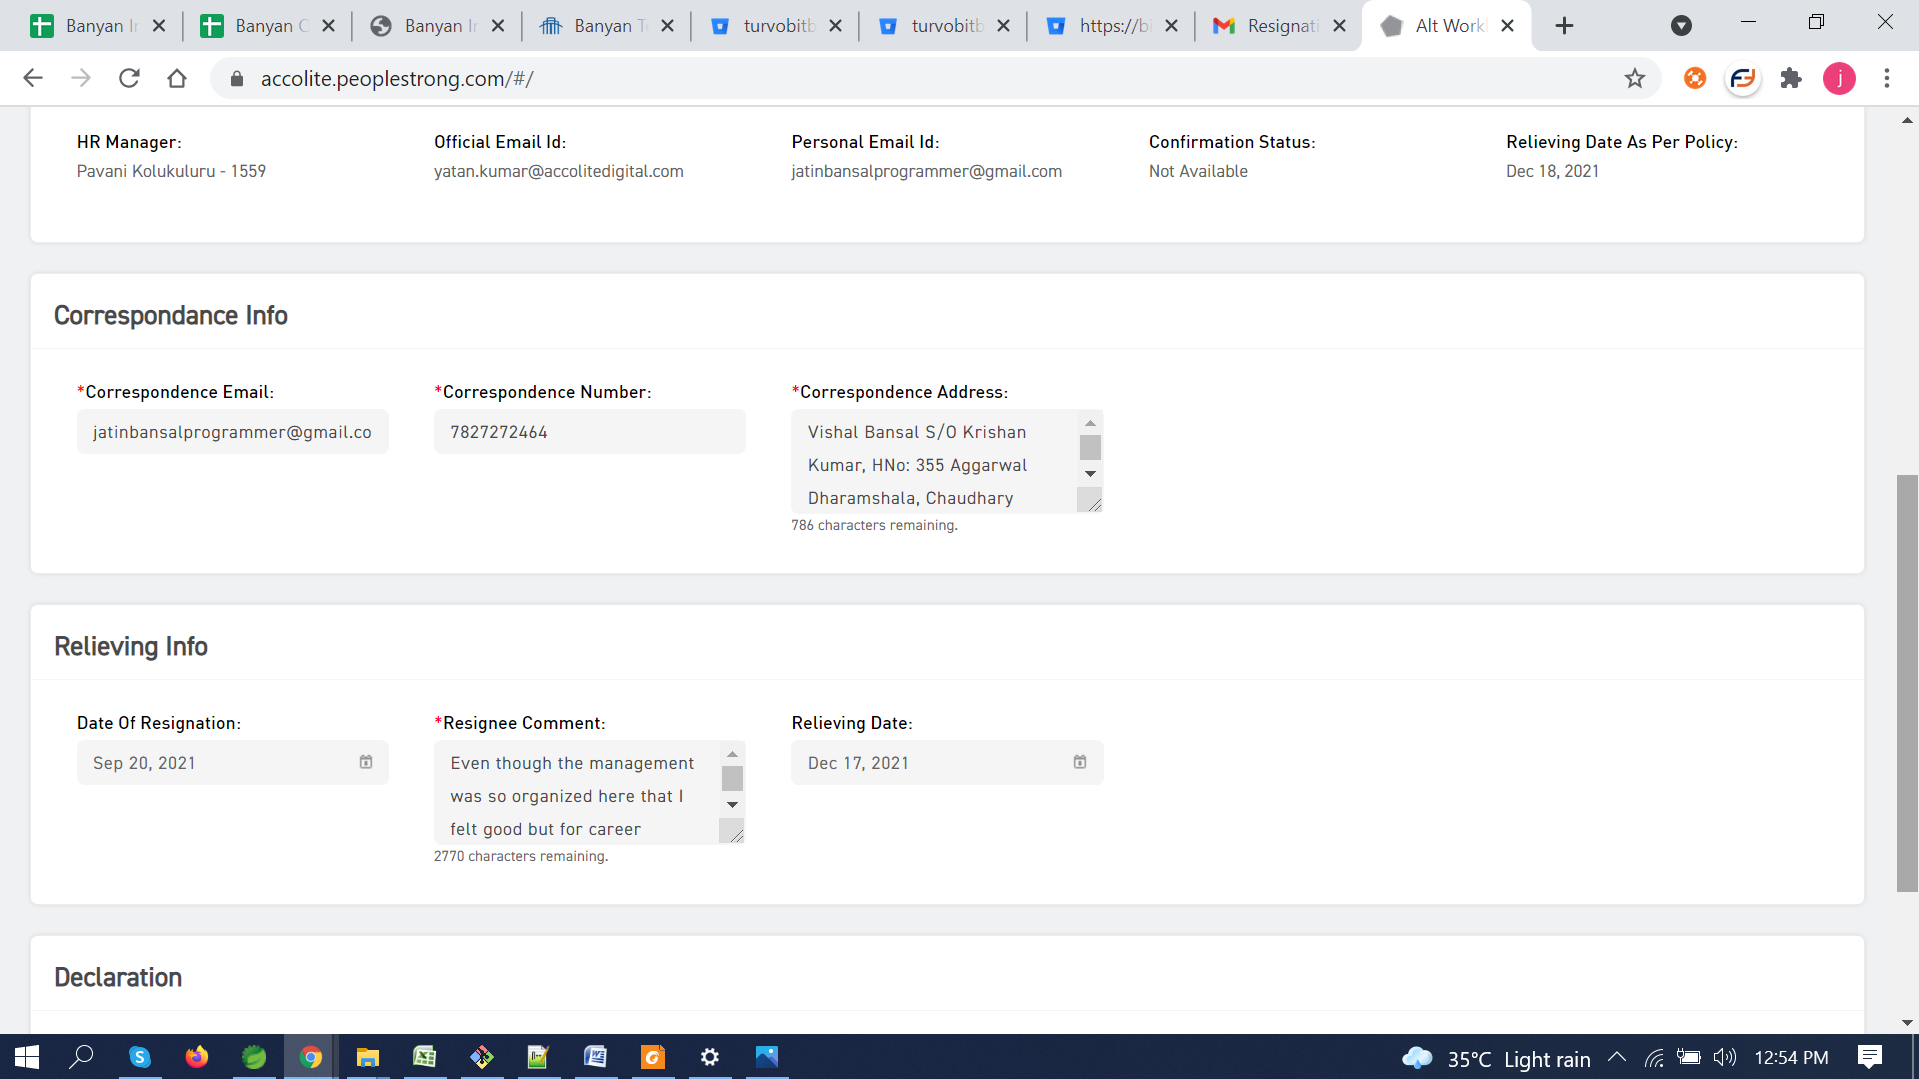 Banyan
Banyan
Banyan
Banyan
turvobitb
turvobitb
https://bi
Resignati
Alt Work
accolite.peoplestrong.com/#/
j
HR Manager: Official Email Id: Personal Email Id: Confirmation Status: Relieving Date As Per Policy:
Pavani Kolukuluru - 1559 yatan.kumar@accolitedigital.com jatinbansalprogrammer@gmail.com Not Available Dec 18, 2021
Correspondance Info
*Correspondence Email: *Correspondence Number: *Correspondence Address:
jatinbansalprogrammer@gmail.co 7827272464 Vishal Bansal S/O Krishan
Kumar, HNo: 355 Aggarwal
Dharamshala, Chaudhary
786 characters remaining.
Relieving Info
Date Of Resignation: *Resignee Comment: Relieving Date:
Sep 20, 2021 Even though the management Dec 17, 2021
was so organized here that I
felt good but for career
2770 characters remaining.
Declaration
35°C Light rain 12:54 PM